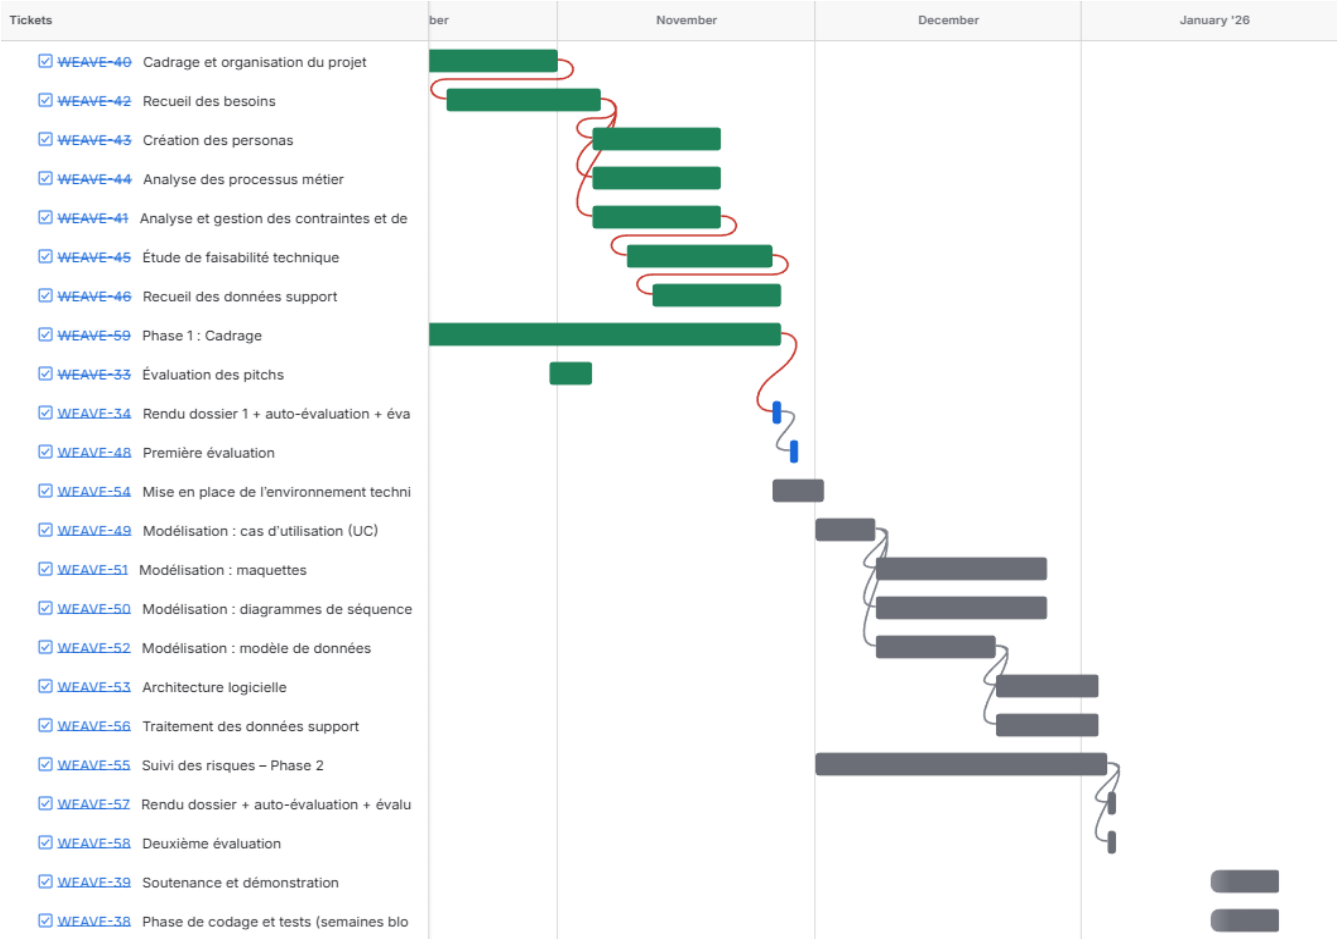 Tickets ber November December January '26
WEAVE-40 Cadrage et organisation du projet
WEAVE-42 Recueil des besoins
WEAVE-43 Création des personas
WEAVE-44 Analyse des processus métier
WEAVE-41 Analyse et gestion des contraintes et de
WEAVE-45 Étude de faisabilité technique
WEAVE-46 Recueil des données support
WEAVE-59 Phase 1 : Cadrage
WEAVE-33 Évaluation des pitchs
WEAVE-34 Rendu dossier 1 + auto-évaluation + éva
WEAVE-48 Première évaluation
WEAVE-54 Mise en place de l'environnement techni
WEAVE-49 Modélisation : cas d'utilisation (UC)
WEAVE-51 Modélisation : maquettes
WEAVE-50 Modélisation : diagrammes de séquence
WEAVE-52 Modélisation : modèle de données
WEAVE-53 Architecture logicielle
WEAVE-56 Traitement des données support
WEAVE-55 Suivi des risques – Phase 2
WEAVE-57 Rendu dossier + auto-évaluation + évalu
WEAVE-58 Deuxième évaluation
WEAVE-39 Soutenance et démonstration
WEAVE-38 Phase de codage et tests (semaines blo